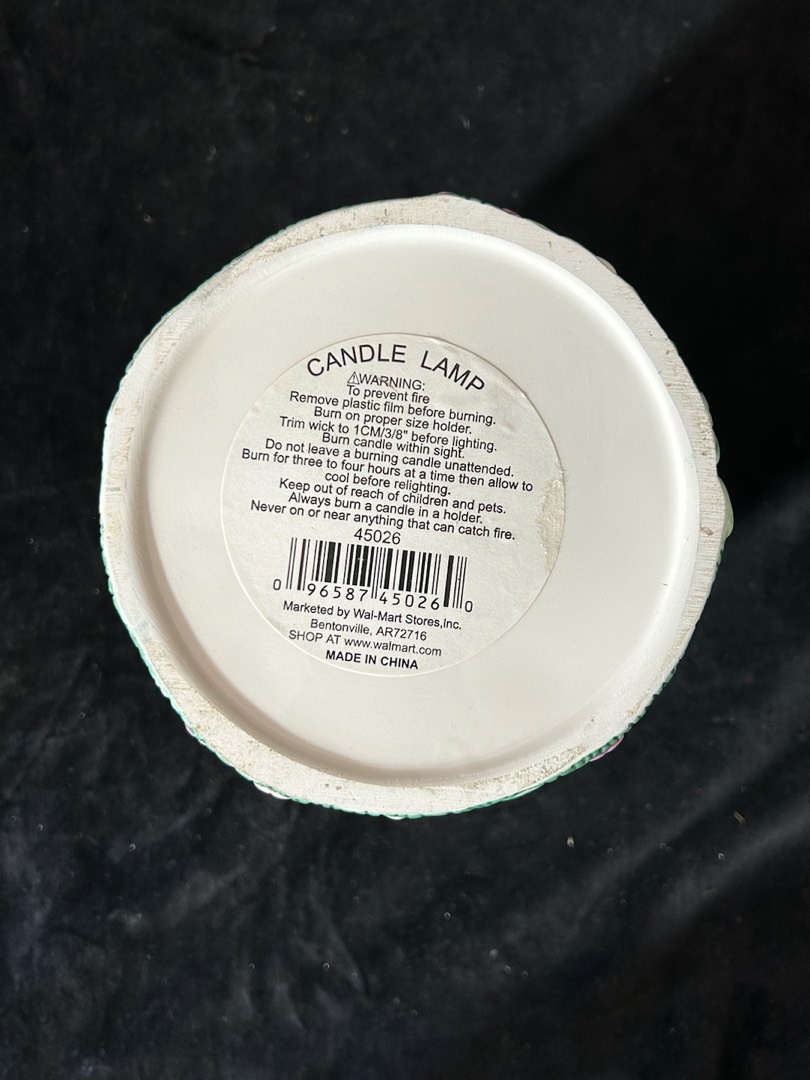 CANDLE LAMP
⚠WARNING:
To prevent fire
Remove plastic film before burning.
Burn on proper size holder.
Trim wick to 1CM/3/8" before lighting.
Burn candle within sight.
Do not leave a burning candle unattended.
Burn for three to four hours at a time then allow to
cool before relighting.
Keep out of reach of children and pets.
Always burn a candle in a holder.
Never on or near anything that can catch fire.
45026
0 96587 45026 0
Marketed by Wal-Mart Stores,Inc.
Bentonville, AR72716
SHOP AT www.walmart.com
MADE IN CHINA